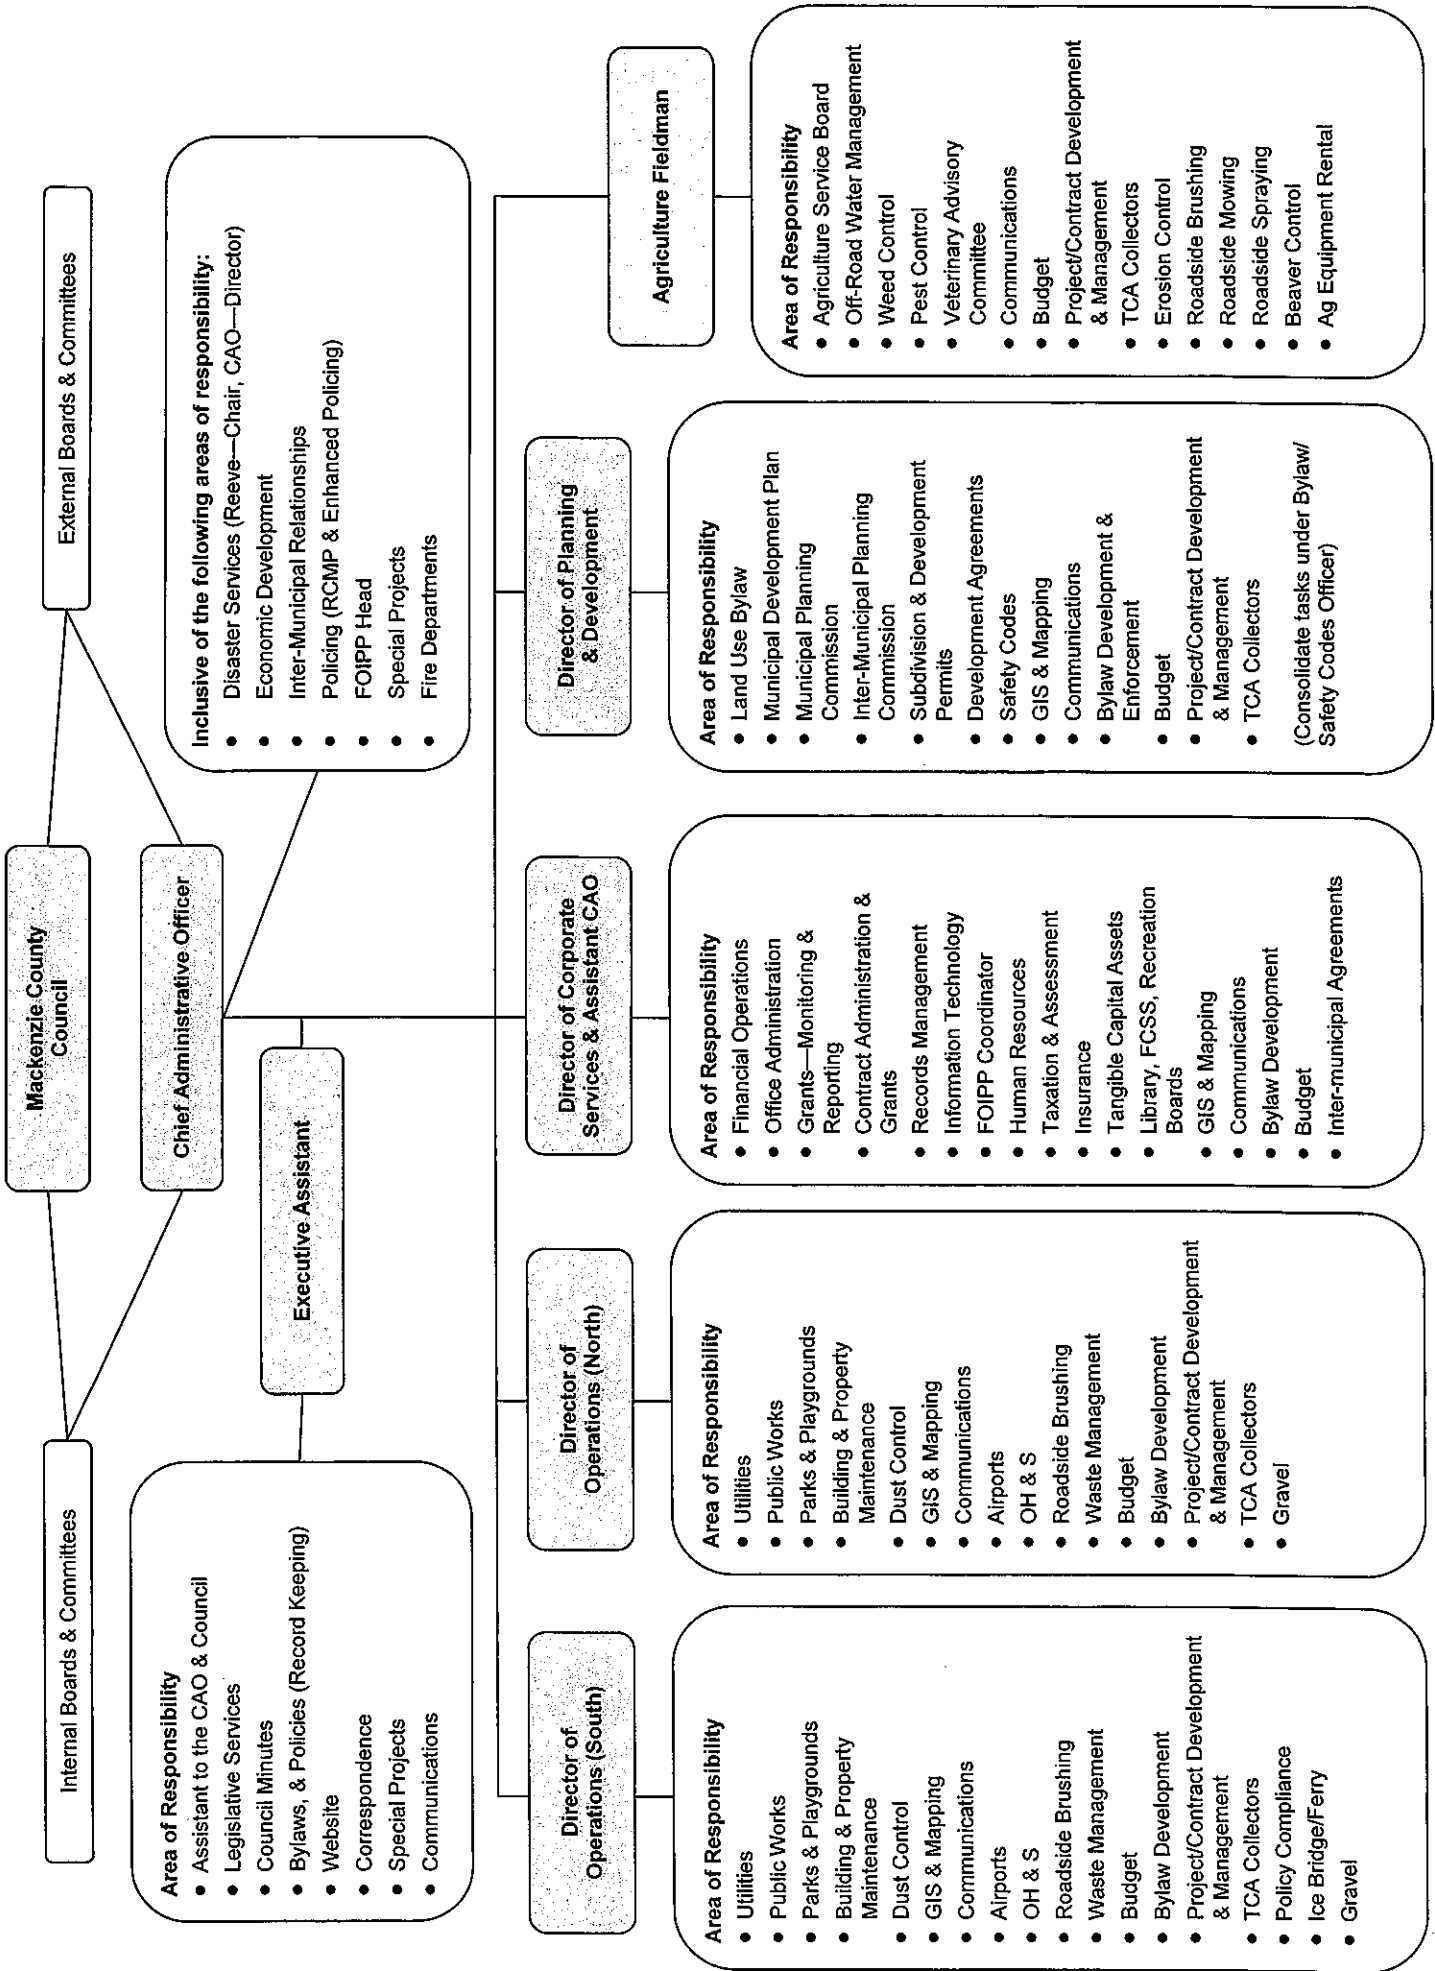 Mackenzie County
Council
Internal Boards & Committees
External Boards & Committees
Chief Administrative Officer
Inclusive of the following areas of responsibility:
• Disaster Services (Reeve—Chair, CAO—Director)
• Economic Development
• Inter-Municipal Relationships
• Policing (RCMP & Enhanced Policing)
• FOIPP Head
• Special Projects
• Fire Departments
Executive Assistant
Area of Responsibility
• Assistant to the CAO & Council
• Legislative Services
• Council Minutes
• Bylaws, & Policies (Record Keeping)
• Website
• Correspondence
• Special Projects
• Communications
Director of
Operations (South)
Area of Responsibility
• Utilities
• Public Works
• Parks & Playgrounds
• Building & Property
Maintenance
• Dust Control
• GIS & Mapping
• Communications
• Airports
• OH & S
• Roadside Brushing
• Waste Management
• Budget
• Bylaw Development
• Project/Contract Development
& Management
• TCA Collectors
• Policy Compliance
• Ice Bridge/Ferry
• Gravel
Director of
Operations (North)
Area of Responsibility
• Utilities
• Public Works
• Parks & Playgrounds
• Building & Property
Maintenance
• Dust Control
• GIS & Mapping
• Communications
• Airports
• OH & S
• Roadside Brushing
• Waste Management
• Budget
• Bylaw Development
• Project/Contract Development
& Management
• TCA Collectors
• Gravel
Director of Corporate
Services & Assistant CAO
Area of Responsibility
• Financial Operations
• Office Administration
• Grants—Monitoring &
Reporting
• Contract Administration &
Grants
• Records Management
• Information Technology
• FOIPP Coordinator
• Human Resources
• Taxation & Assessment
• Insurance
• Tangible Capital Assets
• Library, FCSS, Recreation
Boards
• GIS & Mapping
• Communications
• Bylaw Development
• Budget
• Inter-municipal Agreements
Director of Planning
& Development
Area of Responsibility
• Land Use Bylaw
• Municipal Development Plan
• Municipal Planning
Commission
• Inter-Municipal Planning
Commission
• Subdivision & Development
Permits
• Development Agreements
• Safety Codes
• GIS & Mapping
• Communications
• Bylaw Development &
Enforcement
• Budget
• Project/Contract Development
& Management
• TCA Collectors
(Consolidate tasks under Bylaw/
Safety Codes Officer)
Agriculture Fieldman
Area of Responsibility
• Agriculture Service Board
• Off-Road Water Management
• Weed Control
• Pest Control
• Veterinary Advisory
Committee
• Communications
• Budget
• Project/Contract Development
& Management
• TCA Collectors
• Erosion Control
• Roadside Brushing
• Roadside Mowing
• Roadside Spraying
• Beaver Control
• Ag Equipment Rental